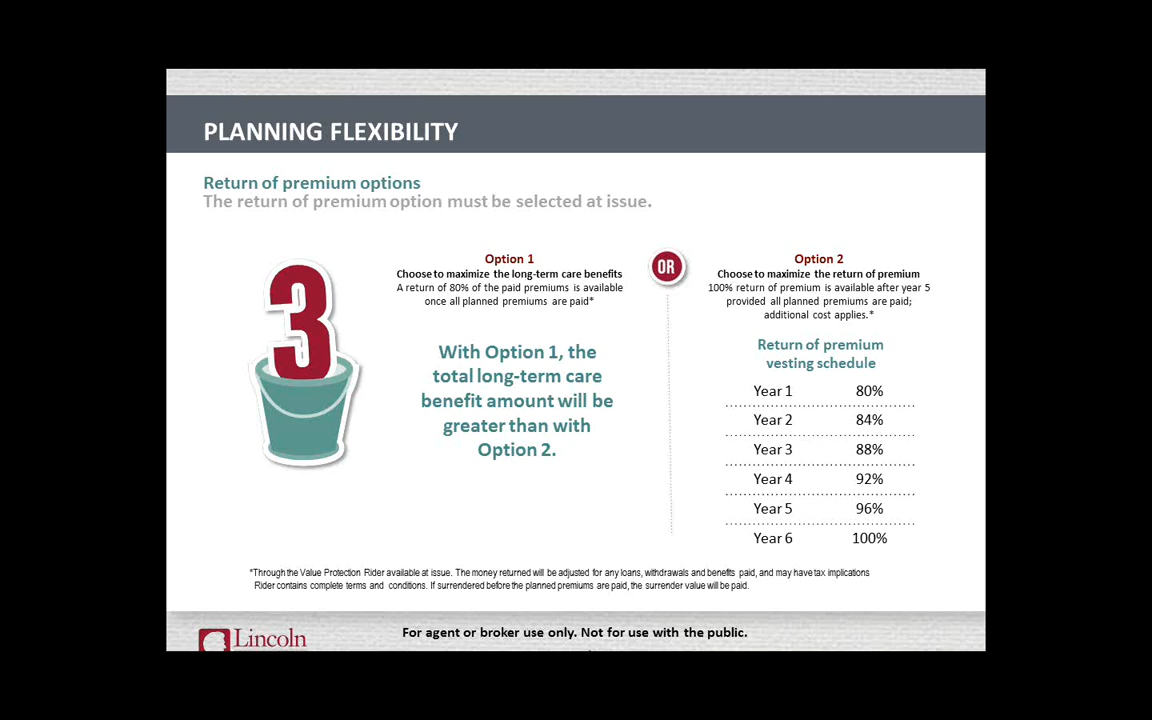 PLANNING FLEXIBILITY
Return of premium options
The return of premium option must be selected at issue.
3
Option 1
Choose to maximize the long-term care benefits
A return of 80% of the paid premiums is available
once all planned premiums are paid*
With Option 1, the
total long-term care
benefit amount will be
greater than with
Option 2.
OR
Option 2
Choose to maximize the return of premium
100% return of premium is available after year 5
provided all planned premiums are paid;
additional cost applies.*
Return of premium
vesting schedule
Year 1 80%
Year 2 84%
Year 3 88%
Year 4 92%
Year 5 96%
Year 6 100%
*Through the Value Protection Rider available at issue. The money returned will be adjusted for any loans, withdrawals and benefits paid, and may have tax implications
Rider contains complete terms and conditions. If surrendered before the planned premiums are paid, the surrender value will be paid.
Lincoln
For agent or broker use only. Not for use with the public.